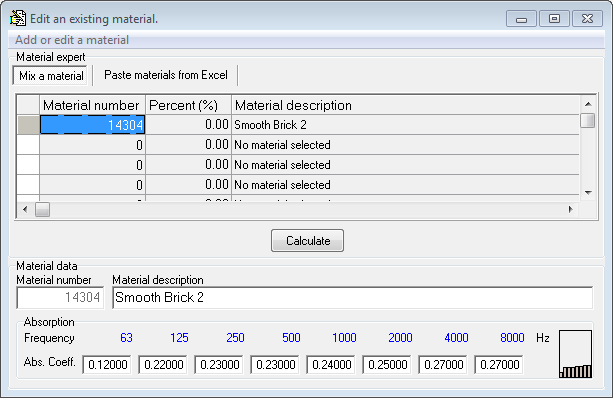 Edit an existing material.
Add or edit a material
Material expert
Mix a material Paste materials from Excel
Material number Percent (%) Material description
14304 0.00 Smooth Brick 2
0 0.00 No material selected
0 0.00 No material selected
0 0.00 No material selected
Calculate
Material data
Material number Material description
14304 Smooth Brick 2
Absorption
Frequency 63 125 250 500 1000 2000 4000 8000 Hz
Abs. Coeff. 0.12000 0.22000 0.23000 0.23000 0.24000 0.25000 0.27000 0.27000